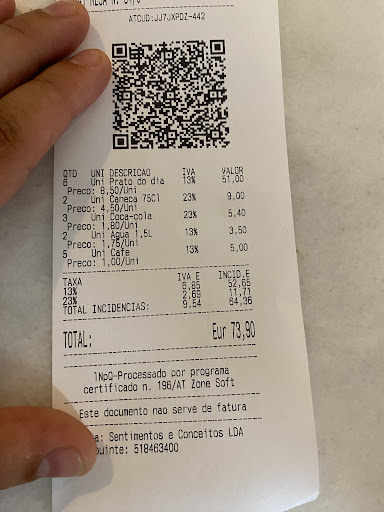 ATCUD:JJ7JXPDZ-442
QTD UNI DESCRICAO IVA VALOR
6 Uni Prato do dia 13% 51,00
Preco: 8,50/Uni
2 Uni Caneca 75Cl 23% 9,00
Preco: 4,50/Uni
3 Uni Coca-cola 23% 5,40
Preco: 1,80/Uni
2 Uni Agua 1,5L 13% 3,50
Preco: 1,75/Uni
5 Uni Cafe 13% 5,00
Preco: 1,00/Uni
TAXA IVA E INCID.E
13% 6,85 52,65
23% 2,69 11,71
TOTAL INCIDENCIAS: 9,54 64,36
TOTAL: Eur 73,90
1NpQ-Processado por programa
certificado n. 196/AT Zone Soft
Este documento nao serve de fatura
: Sentimentos e Conceitos LDA
: 518463400